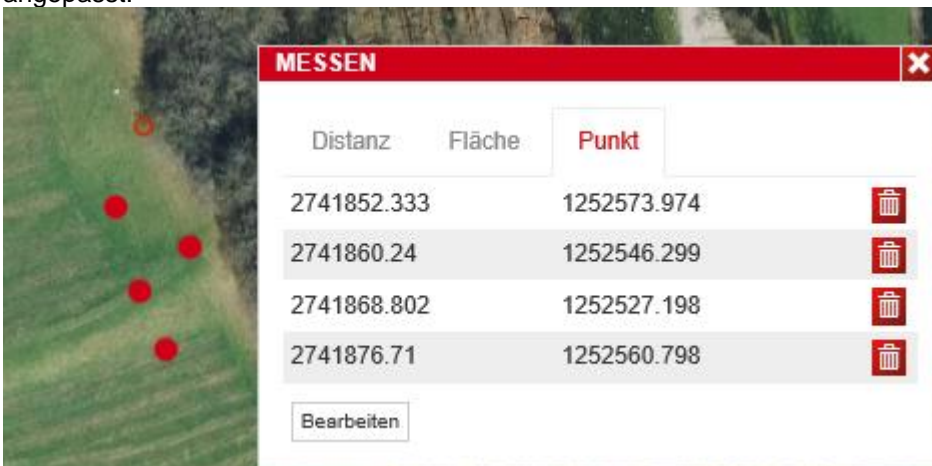 angepasst.
MESSEN
Distanz Fläche Punkt
2741852.333 1252573.974
2741860.24 1252546.299
2741868.802 1252527.198
2741876.71 1252560.798
Bearbeiten